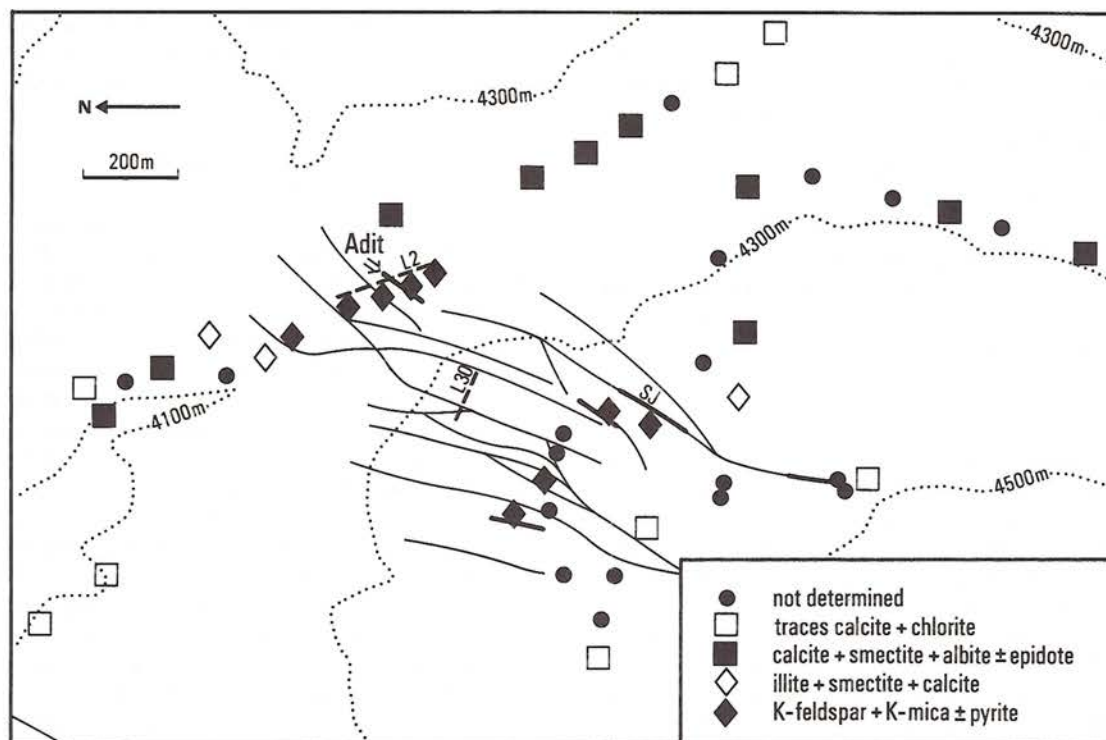 4300m
4300m
N
200m
4300m
Adit
L2
L30
SJ
4100m
4500m
not determined
traces calcite + chlorite
calcite + smectite + albite ± epidote
illite + smectite + calcite
K-feldspar + K-mica ± pyrite